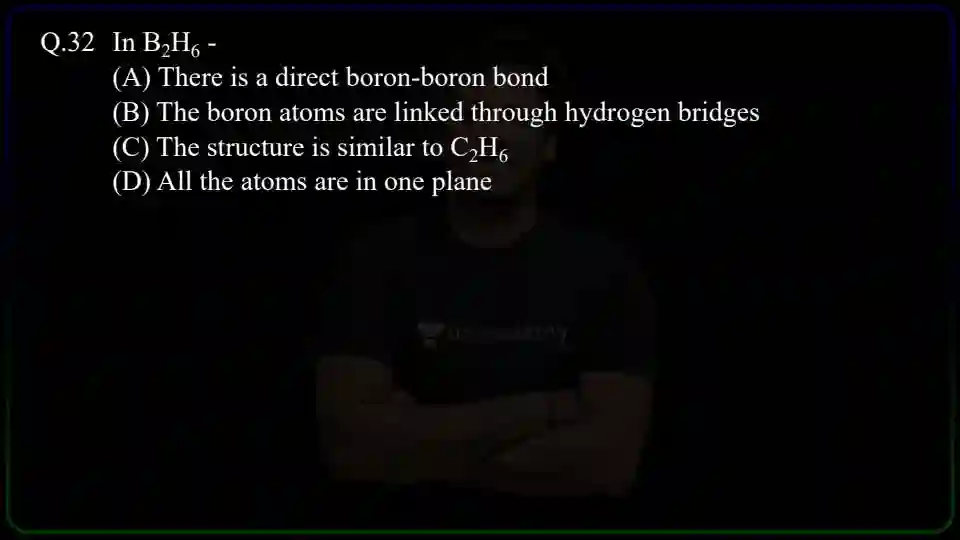 Q.32 In B₂H₆ -
(A) There is a direct boron-boron bond
(B) The boron atoms are linked through hydrogen bridges
(C) The structure is similar to C₂H₆
(D) All the atoms are in one plane